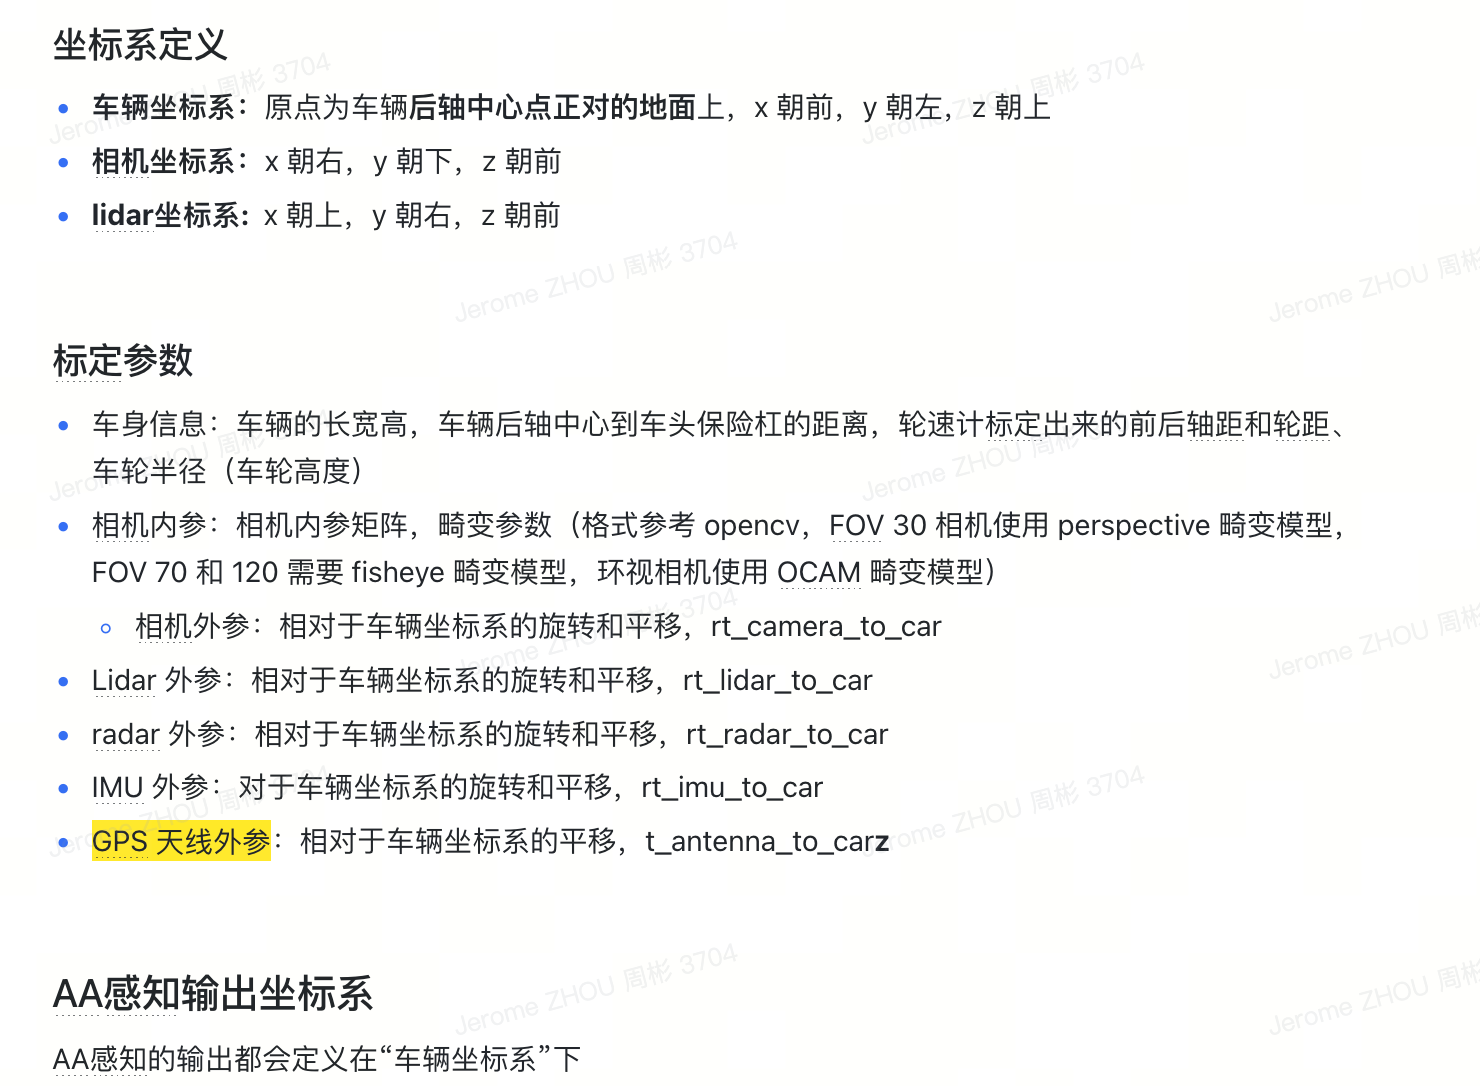 坐标系定义
车辆坐标系：原点为车辆后轴中心点正对的地面上，x 朝前，y 朝左，z 朝上
相机坐标系：x 朝右，y 朝下，z 朝前
lidar坐标系: x 朝上，y 朝右，z 朝前
标定参数
车身信息：车辆的长宽高，车辆后轴中心到车头保险杠的距离，轮速计标定出来的前后轴距和轮距、
车轮半径（车轮高度）
相机内参：相机内参矩阵，畸变参数（格式参考 opencv，FOV 30 相机使用 perspective 畸变模型，
FOV 70 和 120 需要 fisheye 畸变模型，环视相机使用 OCAM 畸变模型）
相机外参：相对于车辆坐标系的旋转和平移，rt_camera_to_car
Lidar 外参：相对于车辆坐标系的旋转和平移，rt_lidar_to_car
radar 外参：相对于车辆坐标系的旋转和平移，rt_radar_to_car
IMU 外参：对于车辆坐标系的旋转和平移，rt_imu_to_car
GPS 天线外参：相对于车辆坐标系的平移，t_antenna_to_carz
AA感知输出坐标系
AA感知的输出都会定义在“车辆坐标系”下
Jerome ZHOU 周彬 3704